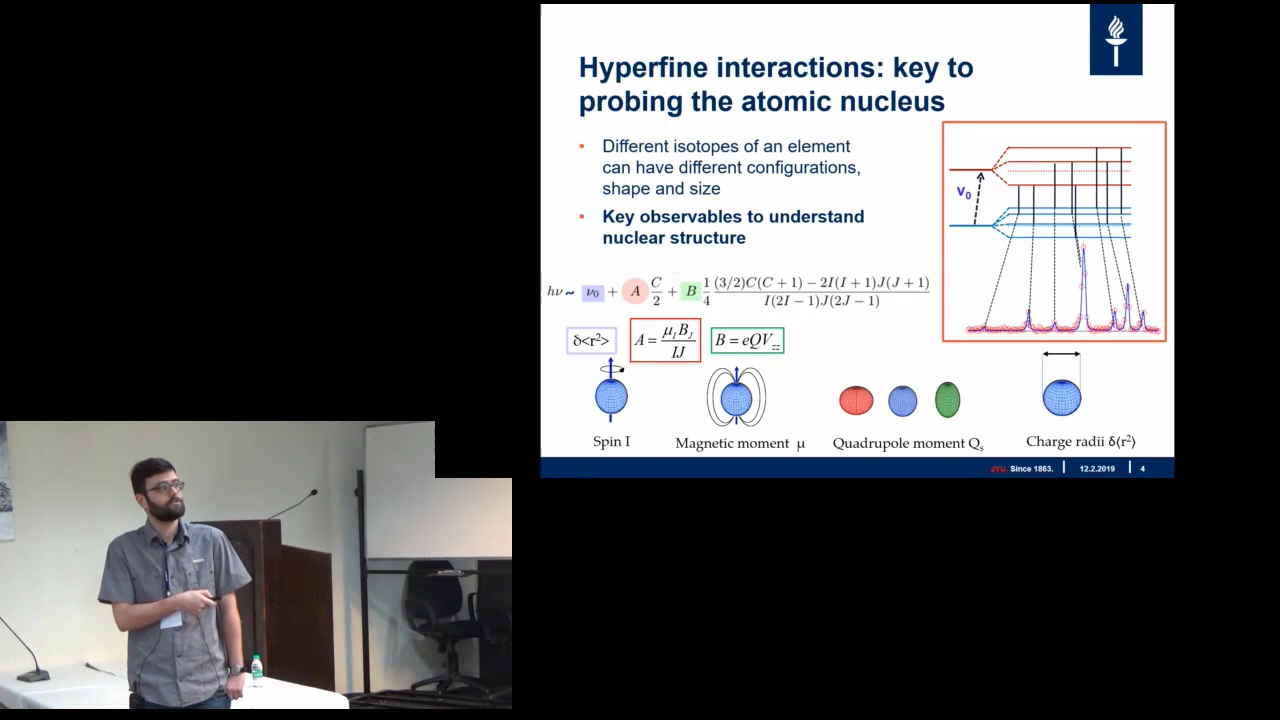 Hyperfine interactions: key to
probing the atomic nucleus
• Different isotopes of an element
can have different configurations,
shape and size
• Key observables to understand
nuclear structure
ν₀
hν ~ ν₀ + A C/2 + B 1/4 (3/2)C(C + 1) − 2I(I + 1)J(J + 1) / I(2I − 1)J(2J − 1)
δ<r²> A = μ_I B_J / IJ B = eQV_zz
Spin I Magnetic moment μ Quadrupole moment Qₛ Charge radii δ⟨r²⟩
JYU. Since 1863. | 12.2.2019 | 4